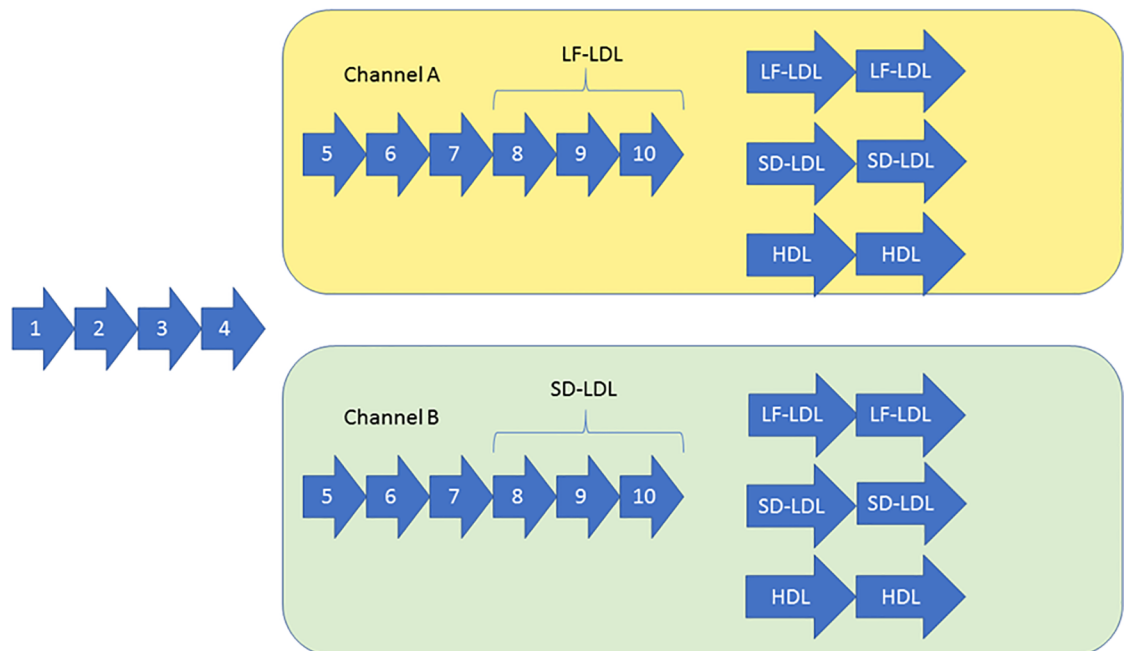 LF-LDL
Channel A
5 6 7 8 9 10
LF-LDL LF-LDL
SD-LDL SD-LDL
HDL HDL
1 2 3 4
SD-LDL
Channel B
5 6 7 8 9 10
LF-LDL LF-LDL
SD-LDL SD-LDL
HDL HDL